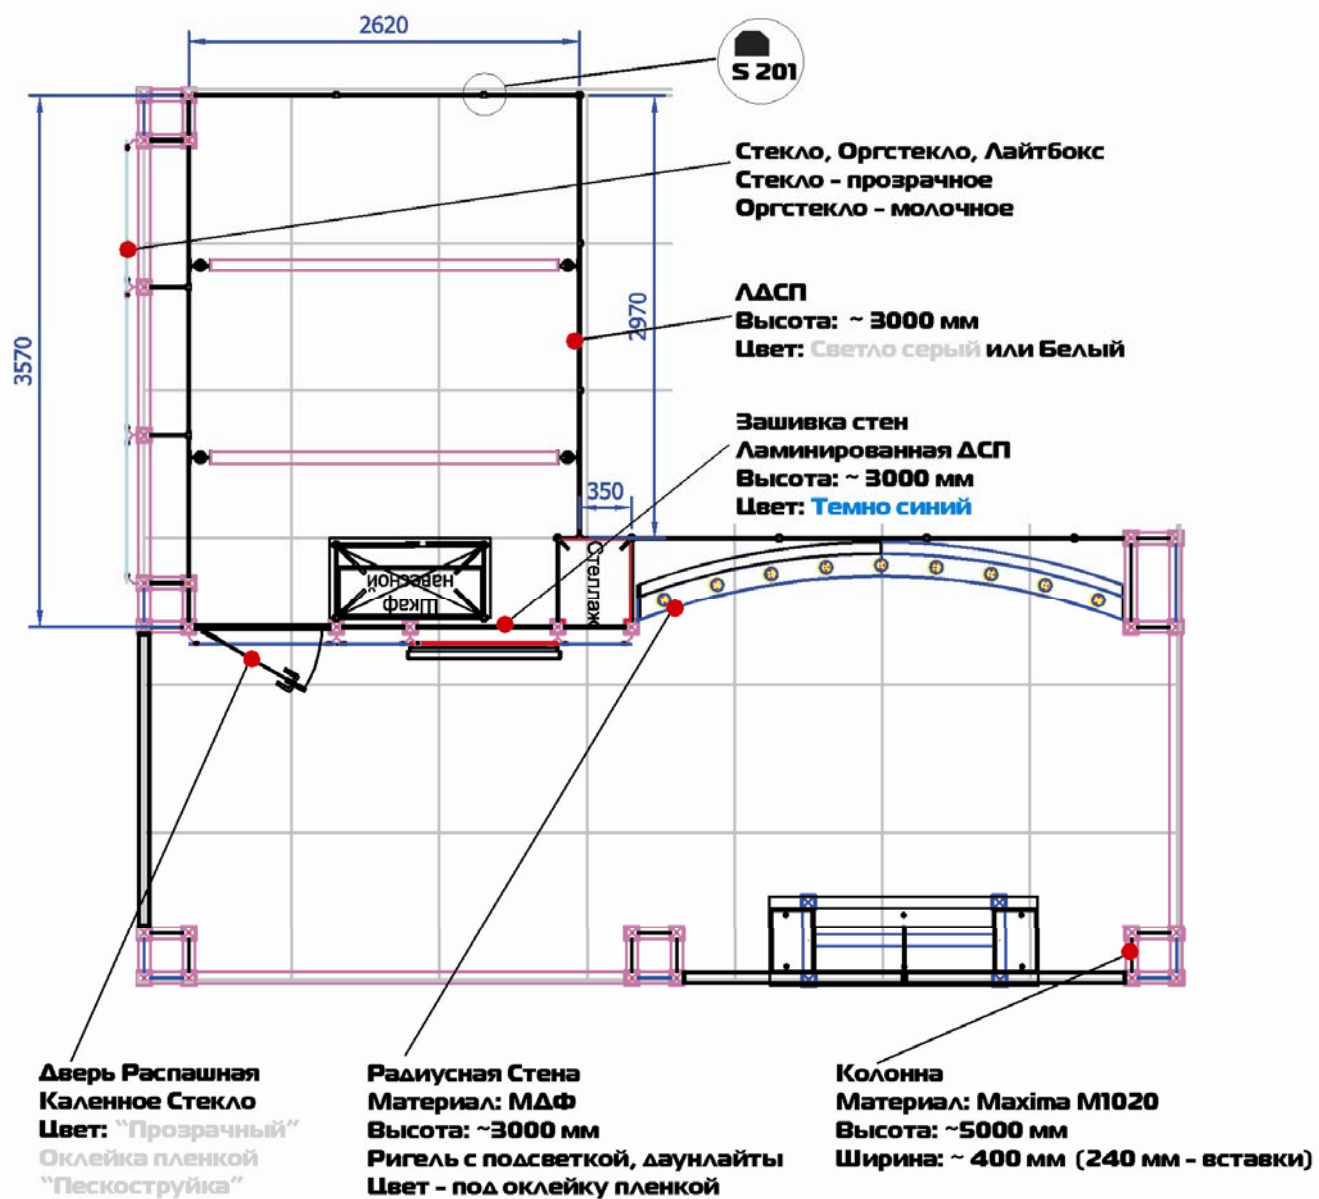 2620
S 201
Стекло, Оргстекло, Лайтбокс
Стекло - прозрачное
Оргстекло - молочное
3570
2970
ЛДСП
Высота: ~ 3000 мм
Цвет: Светло серый или Белый
Зашивка стен
Ламинированная ДСП
Высота: ~ 3000 мм
Цвет: Темно синий
350
Стеллаж
Шкаф
навесной
Дверь Распашная
Каленное Стекло
Цвет: "Прозрачный"
Оклейка пленкой
"Пескоструйка"
Радиусная Стена
Материал: МДФ
Высота: ~3000 мм
Ригель с подсветкой, даунлайты
Цвет - под оклейку пленкой
Колонна
Материал: Maxima M1020
Высота: ~5000 мм
Ширина: ~ 400 мм (240 мм - вставки)